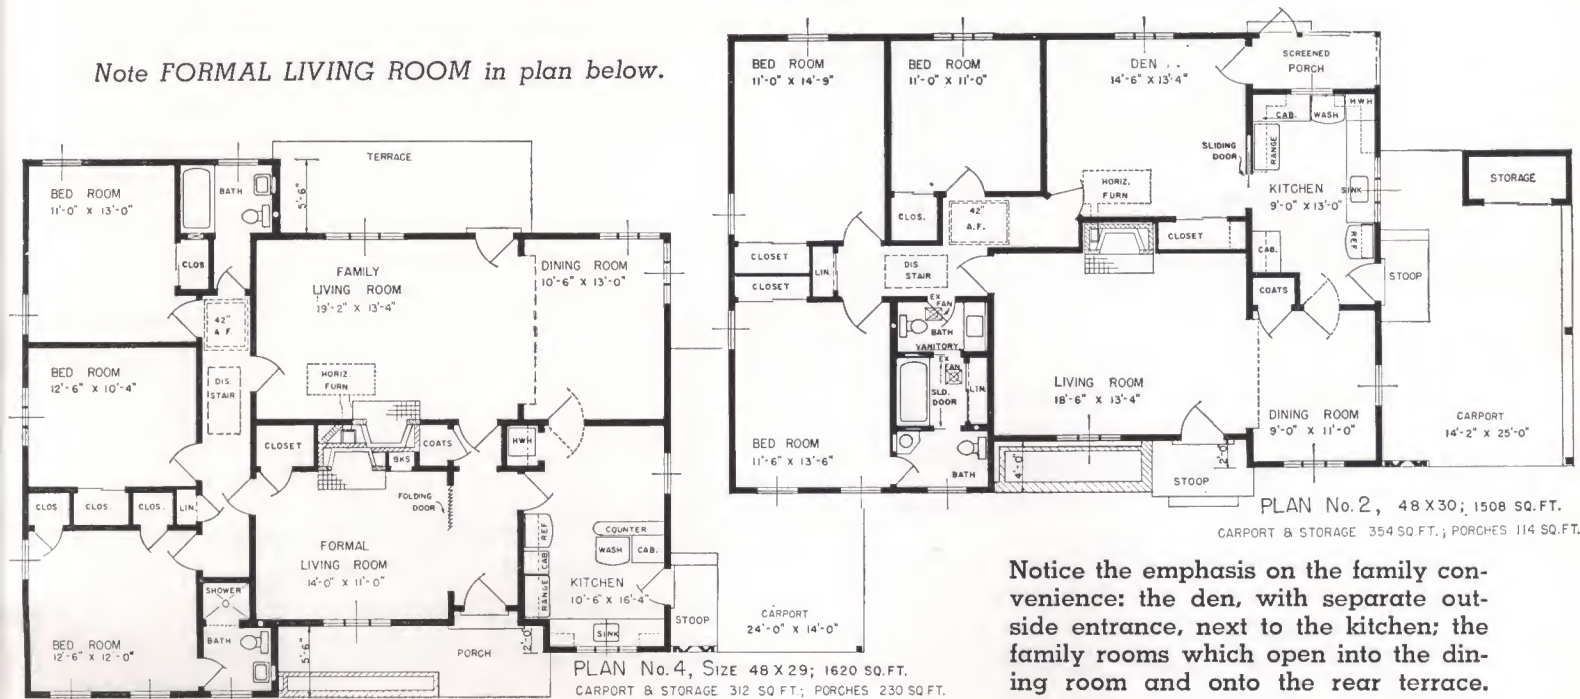 Note FORMAL LIVING ROOM in plan below.
TERRACE
BED ROOM
11'-0" X 13'-0"
BATH
5'-6"
CLOS.
FAMILY
LIVING ROOM
19'-2" X 13'-4"
DINING ROOM
10'-6" X 13'-0"
42"
A.F.
BED ROOM
12'-6" X 10'-4"
DIS.
STAIR
HORIZ.
FURN
CLOSET
COATS
BKS
HWH
CLOS
CLOS.
CLOS.
LIN.
FOLDING
DOOR
FORMAL
LIVING ROOM
14'-0" X 11'-0"
REF
CAB
RANGE
COUNTER
WASH
CAB.
KITCHEN
10'-6" X 16'-4"
SINK
SHOWER
BATH
BED ROOM
12'-6" X 12'-0"
5'-6"
PORCH
2'-0"
STOOP
CARPORT
24'-0" X 14'-0"
PLAN No. 4, SIZE 48 X 29; 1620 SQ. FT.
CARPORT & STORAGE 312 SQ FT.; PORCHES 230 SQ. FT.
BED ROOM
11'-0" X 14'-9"
BED ROOM
11'-0" X 11'-0"
DEN
14'-6" X 13'-4"
SCREENED
PORCH
CAB.
WASH
HWH
RANGE
SLIDING
DOOR
KITCHEN
9'-0" X 13'-0"
SINK
STORAGE
HORIZ.
FURN
CLOS.
42"
A.F.
CLOSET
CAB.
REF
CLOSET
CLOSET
LIN.
DIS
STAIR
COATS
STOOP
EX
FAN
BATH
VANITORY
EX
FAN
SLD.
DOOR
LIN.
LIVING ROOM
18'-6" X 13'-4"
BED ROOM
11'-6" X 13'-6"
BATH
4'-0"
STOOP
2'-0"
DINING ROOM
9'-0" X 11'-0"
CARPORT
14'-2" X 25'-0"
PLAN No. 2, 48 X 30; 1508 SQ. FT.
CARPORT & STORAGE 354 SQ. FT.; PORCHES 114 SQ. FT.
Notice the emphasis on the family con-
venience: the den, with separate out-
side entrance, next to the kitchen; the
family rooms which open into the din-
ing room and onto the rear terrace.